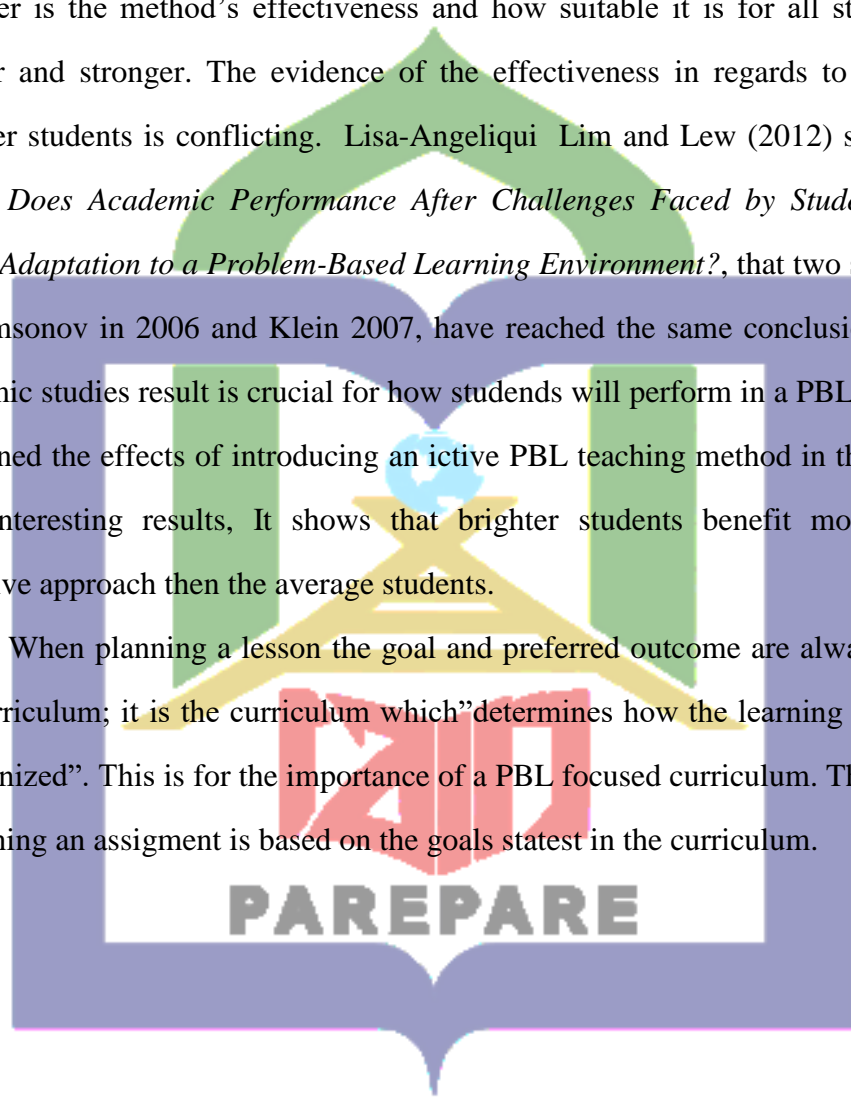 er is the method’s effectiveness and how suitable it is for all st
r and stronger. The evidence of the effectiveness in regards to
er students is conflicting. Lisa-Angeliqui Lim and Lew (2012) s
Does Academic Performance After Challenges Faced by Stude
Adaptation to a Problem-Based Learning Environment?, that two
msonov in 2006 and Klein 2007, have reached the same conclusi
nic studies result is crucial for how studends will perform in a PBL
ned the effects of introducing an ictive PBL teaching method in th
nteresting results, It shows that brighter students benefit mo
ve approach then the average students.
When planning a lesson the goal and preferred outcome are alwa
rriculum; it is the curriculum which”determines how the learning
nized”. This is for the importance of a PBL focused curriculum. Th
ning an assigment is based on the goals statest in the curriculum.
PAREPARE